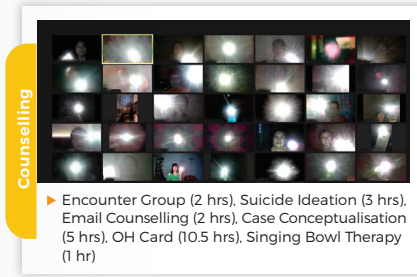 Counselling
Encounter Group (2 hrs), Suicide Ideation (3 hrs),
Email Counselling (2 hrs), Case Conceptualisation
(5 hrs), OH Card (10.5 hrs), Singing Bowl Therapy
(1 hr)